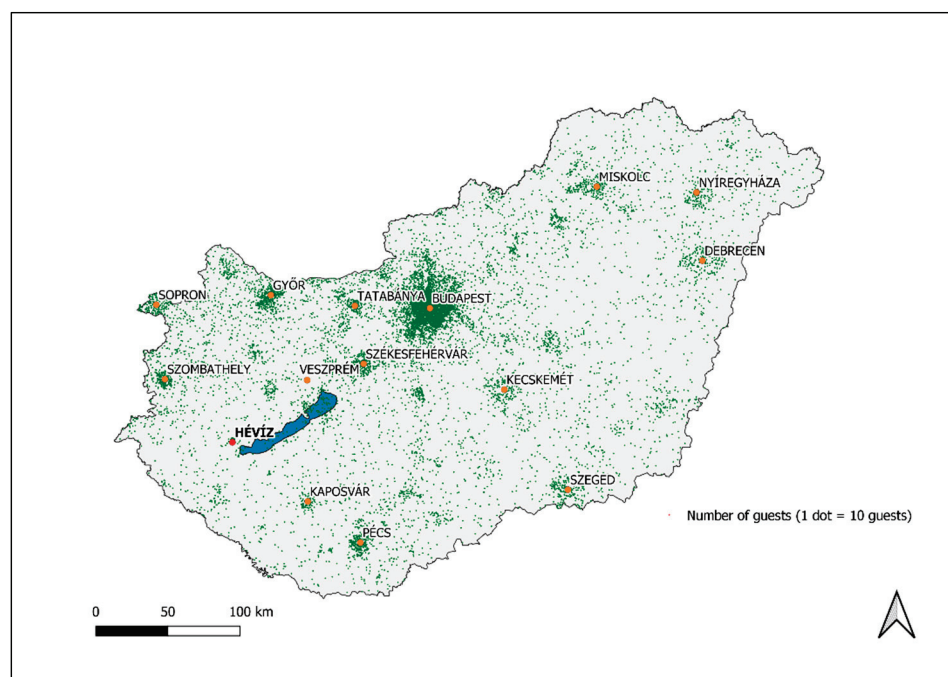 MISKOLC
NYÍREGYHÁZA
DEBRECEN
GYŐR
SOPRON
TATABÁNYA
BUDAPEST
SZÉKESFEHÉRVÁR
SZOMBATHELY
VESZPRÉM
KECSKEMÉT
HÉVÍZ
SZEGED
KAPOSVÁR
Number of guests (1 dot = 10 guests)
PÉCS
0 50 100 km